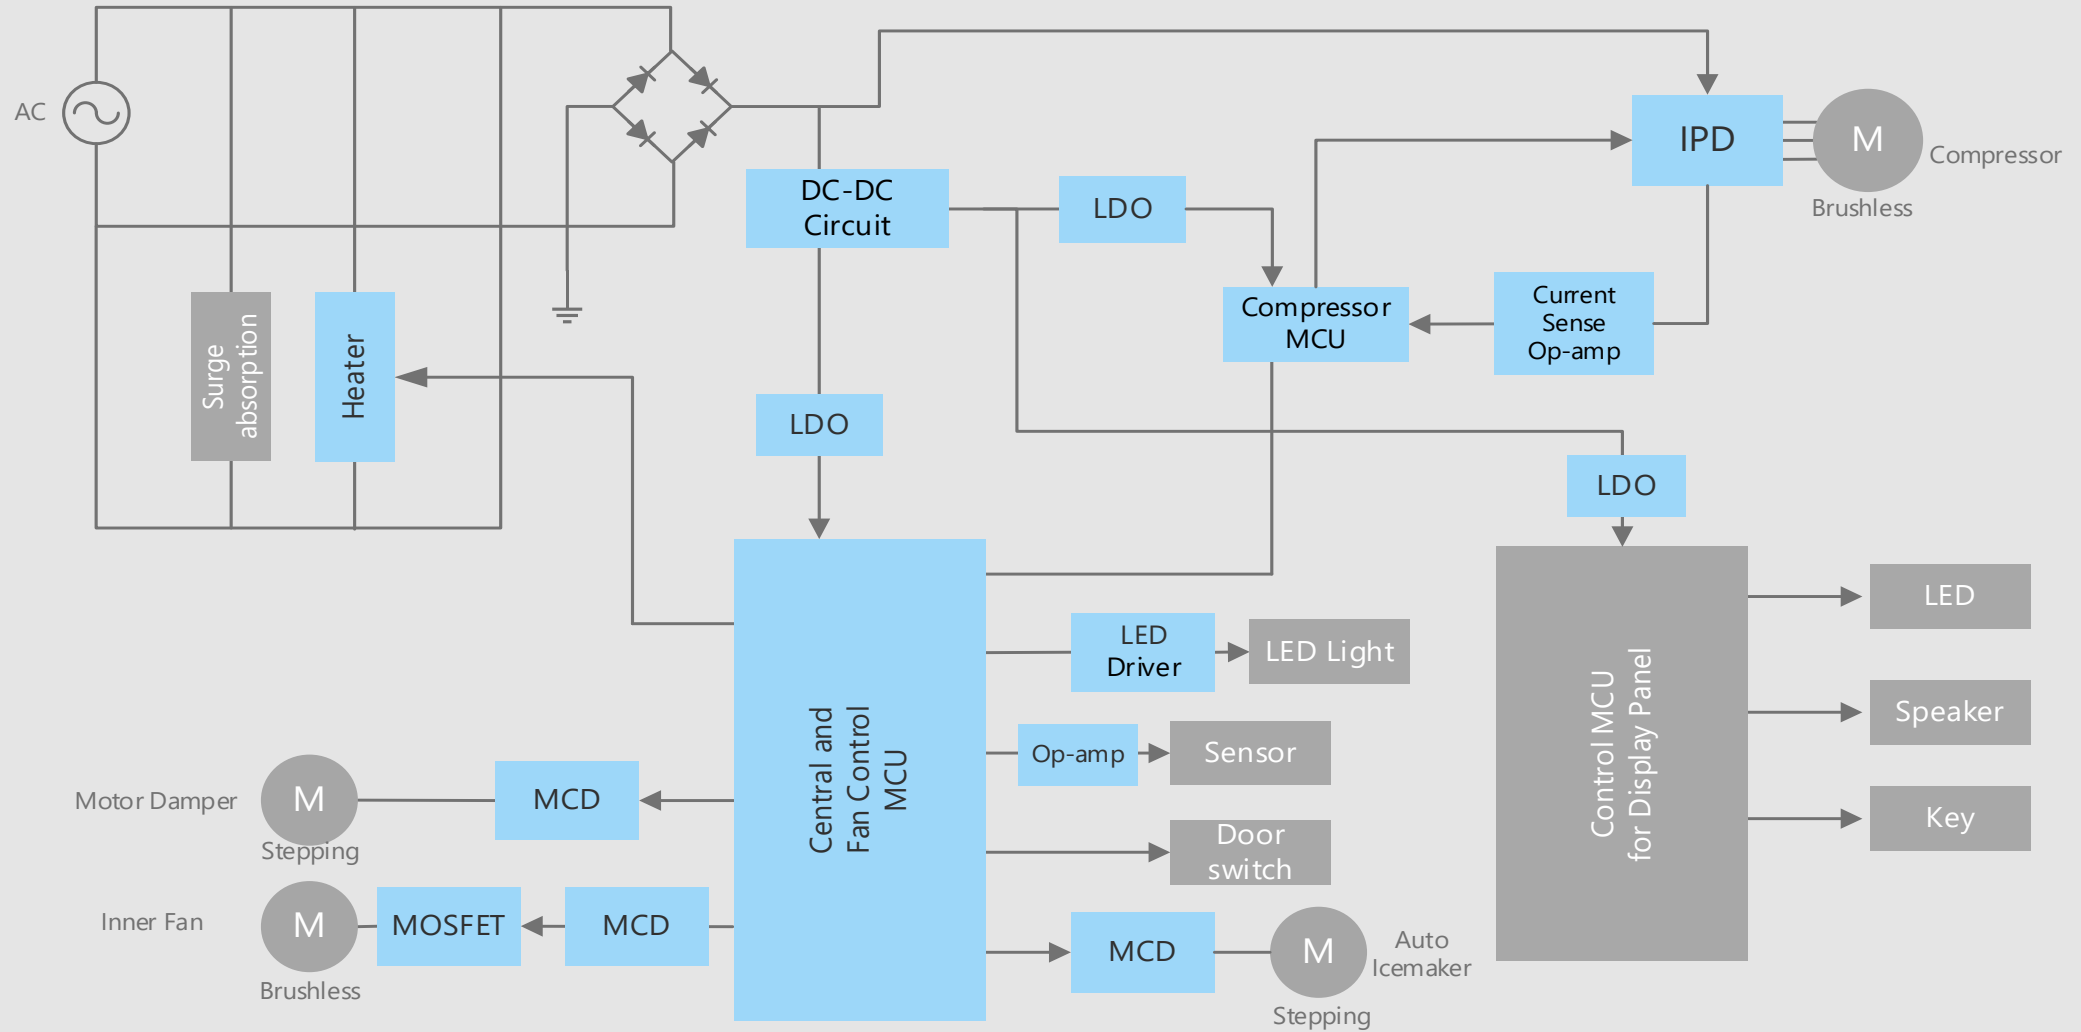 AC
IPD
M
Compressor
Brushless
DC-DC
Circuit
LDO
Compressor
MCU
Current
Sense
Op-amp
Surge
absorption
Heater
LDO
LDO
Central and
Fan Control
MCU
LED
Driver
LED Light
Op-amp
Sensor
Door
switch
MCD
M
Auto
Icemaker
Stepping
Motor Damper
M
Stepping
MCD
Inner Fan
M
Brushless
MOSFET
MCD
Control MCU
for Display Panel
LED
Speaker
Key